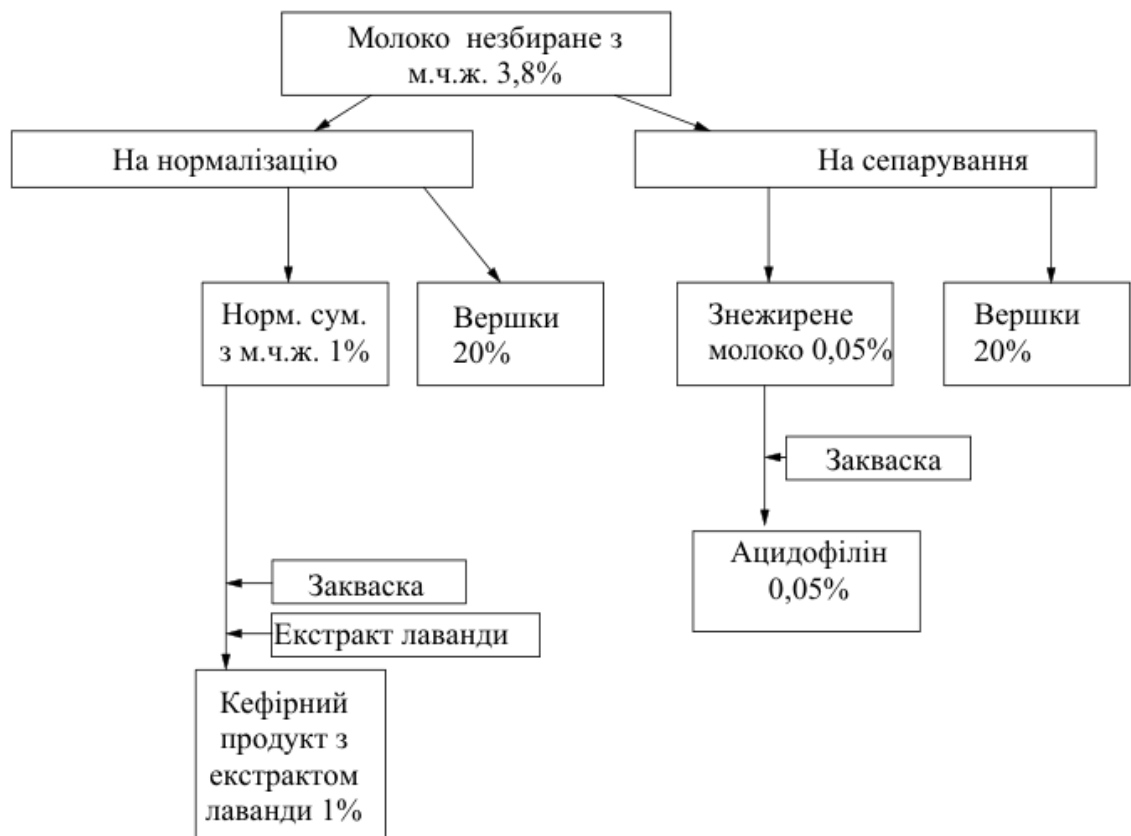 Молоко незбиране з
м.ч.ж. 3,8%
На нормалізацію
На сепарування
Норм. сум.
з м.ч.ж. 1%
Вершки
20%
Знежирене
молоко 0,05%
Вершки
20%
Закваска
Ацидофілін
0,05%
Закваска
Екстракт лаванди
Кефірний
продукт з
екстрактом
лаванди 1%